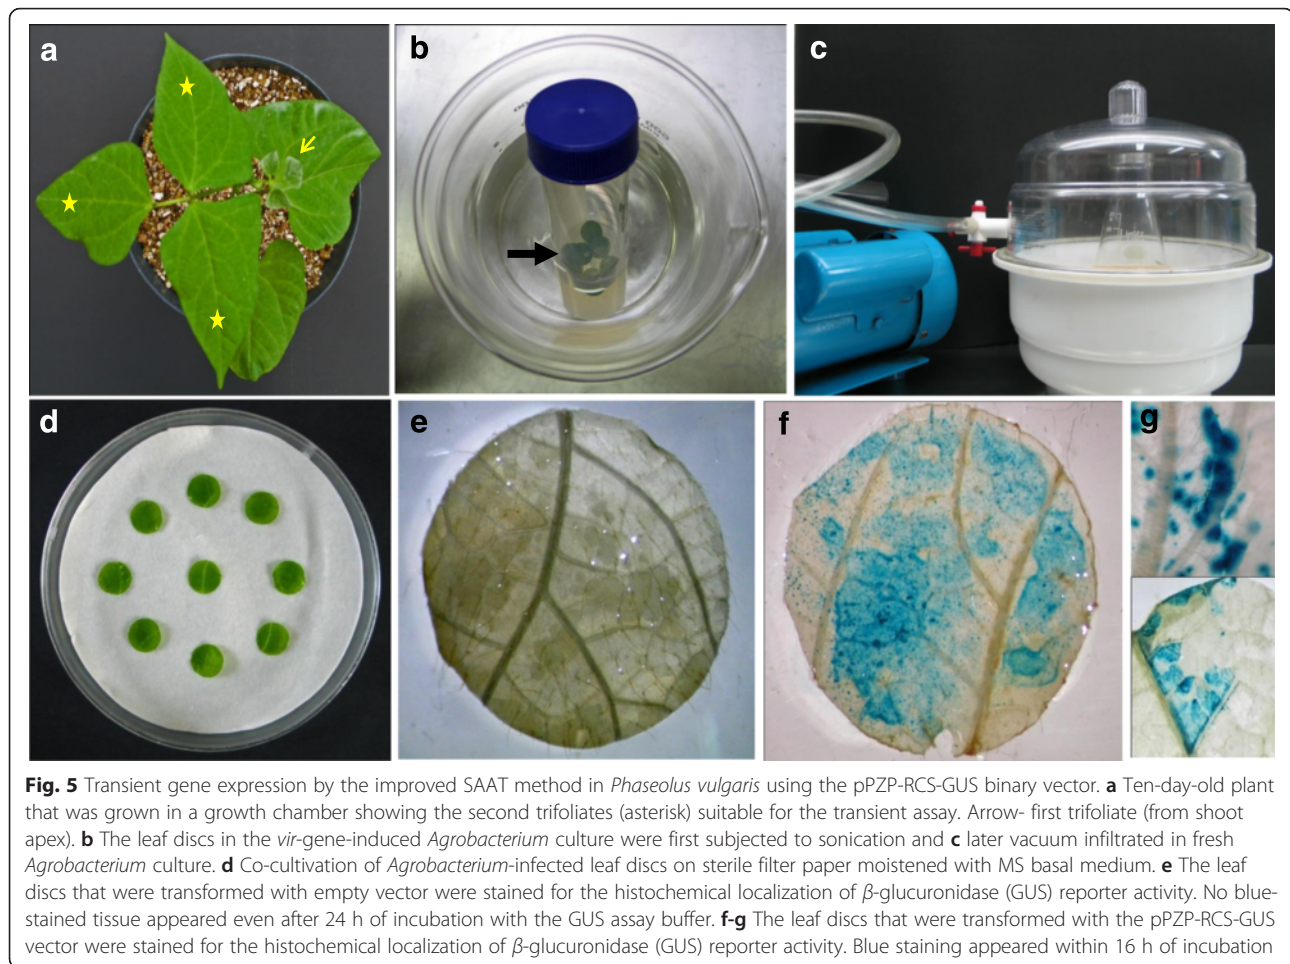 a
b
c
d
e
f
g
Fig. 5 Transient gene expression by the improved SAAT method in Phaseolus vulgaris using the pPZP-RCS-GUS binary vector. a Ten-day-old plant
that was grown in a growth chamber showing the second trifoliates (asterisk) suitable for the transient assay. Arrow- first trifoliate (from shoot
apex). b The leaf discs in the vir-gene-induced Agrobacterium culture were first subjected to sonication and c later vacuum infiltrated in fresh
Agrobacterium culture. d Co-cultivation of Agrobacterium-infected leaf discs on sterile filter paper moistened with MS basal medium. e The leaf
discs that were transformed with empty vector were stained for the histochemical localization of β-glucuronidase (GUS) reporter activity. No blue-
stained tissue appeared even after 24 h of incubation with the GUS assay buffer. f-g The leaf discs that were transformed with the pPZP-RCS-GUS
vector were stained for the histochemical localization of β-glucuronidase (GUS) reporter activity. Blue staining appeared within 16 h of incubation